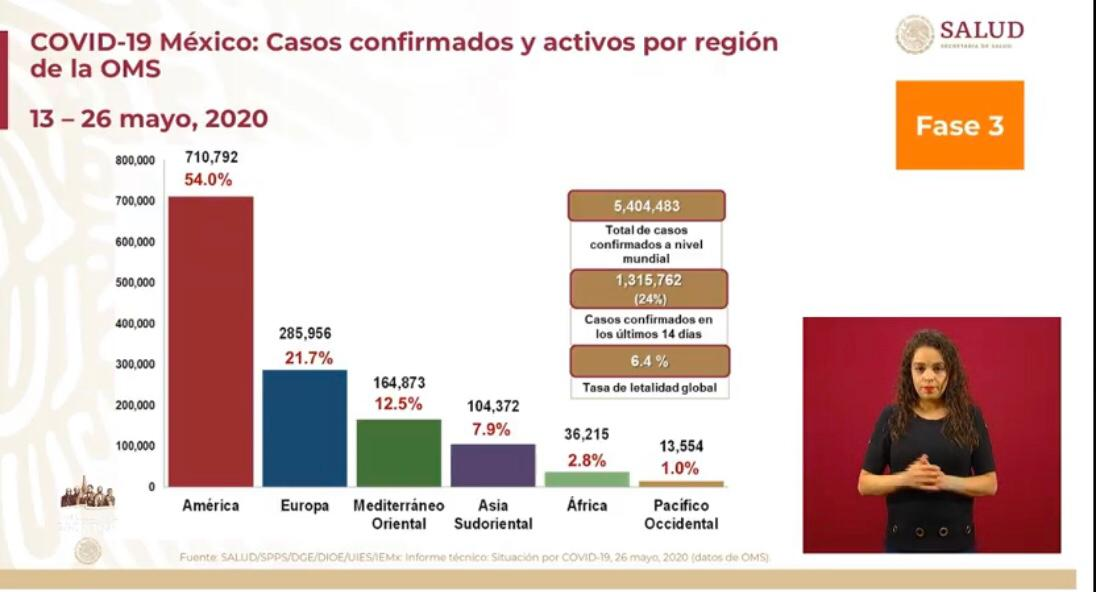 COVID-19 México: Casos confirmados y activos por región
de la OMS
13 – 26 mayo, 2020
SALUD
SECRETARÍA DE SALUD
Fase 3
800,000
700,000
600,000
500,000
400,000
300,000
200,000
100,000
0
710,792
54.0%
285,956
21.7%
164,873
12.5%
104,372
7.9%
36,215
2.8%
13,554
1.0%
América
Europa
Mediterráneo
Oriental
Asia
Sudoriental
África
Pacífico
Occidental
5,404,483
Total de casos
confirmados a nivel
mundial
1,315,762
(24%)
Casos confirmados en
los últimos 14 días
6.4 %
Tasa de letalidad global
Fuente: SALUD/SPPS/DGE/DIOE/UIES/IEMx: Informe técnico: Situación por COVID-19, 26 mayo, 2020 (datos de OMS).